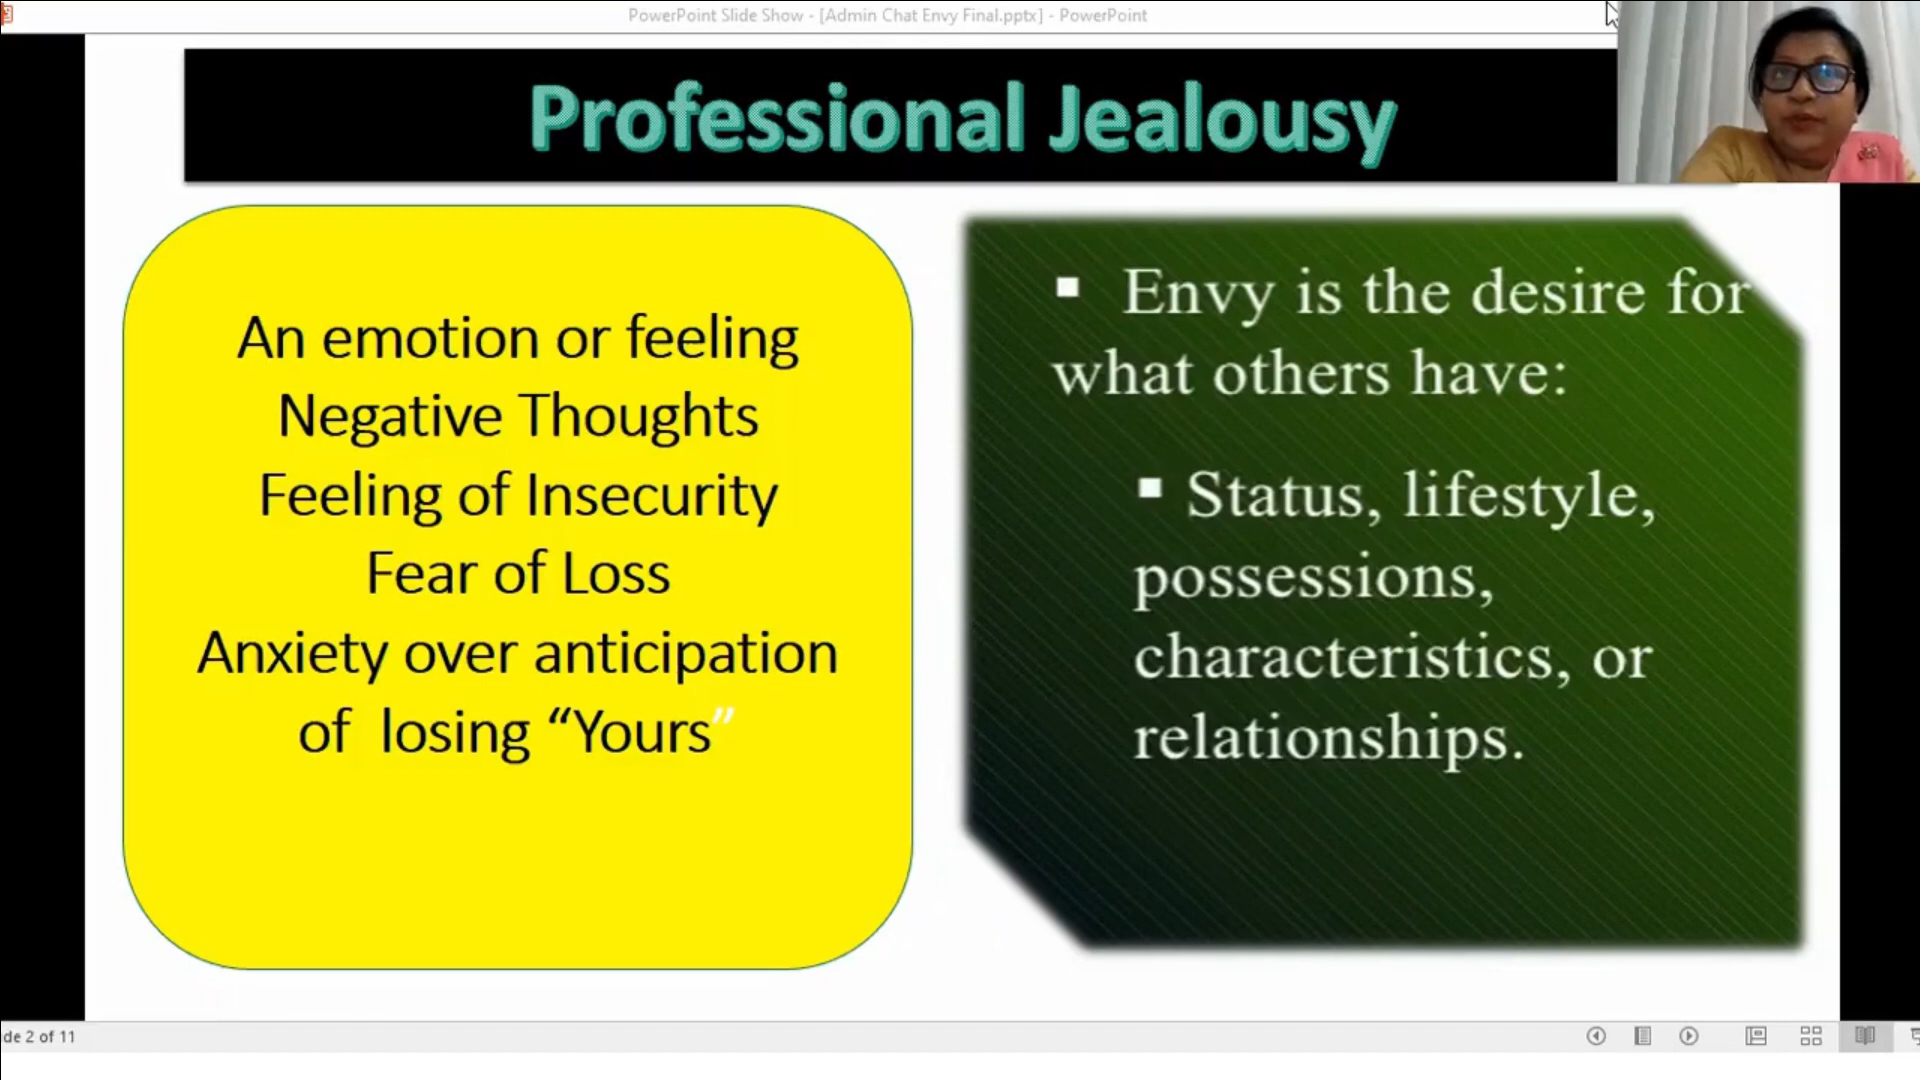 PowerPoint Slide Show - [Admin Chat Envy Final.pptx] - PowerPoint
Professional Jealousy
An emotion or feeling
Negative Thoughts
Feeling of Insecurity
Fear of Loss
Anxiety over anticipation
of losing “Yours”
▪ Envy is the desire for
what others have:
▪ Status, lifestyle,
possessions,
characteristics, or
relationships.
de 2 of 11